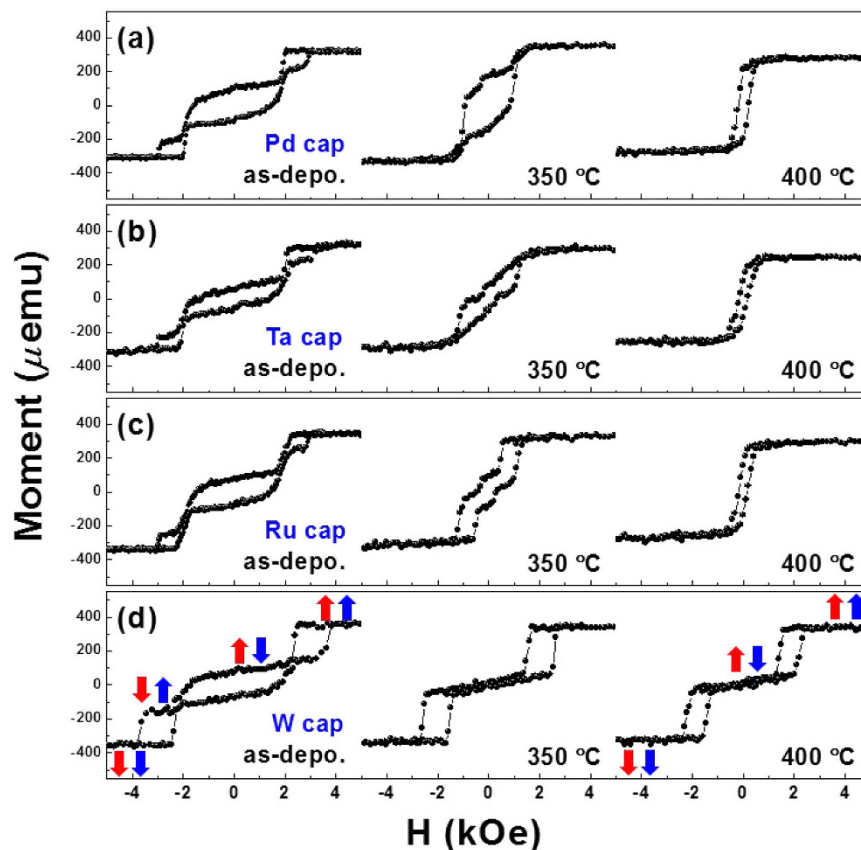 (a)
400
200
0
-200
-400
Pd cap
as-depo.
350 °C
400 °C
(b)
400
200
0
-200
-400
Ta cap
as-depo.
350 °C
400 °C
(c)
400
200
0
-200
-400
Ru cap
as-depo.
350 °C
400 °C
(d)
400
200
0
-200
-400
W cap
as-depo.
350 °C
400 °C
-4 -2 0 2 4 -4 -2 0 2 4 -4 -2 0 2 4
Moment (μemu)
H (kOe)